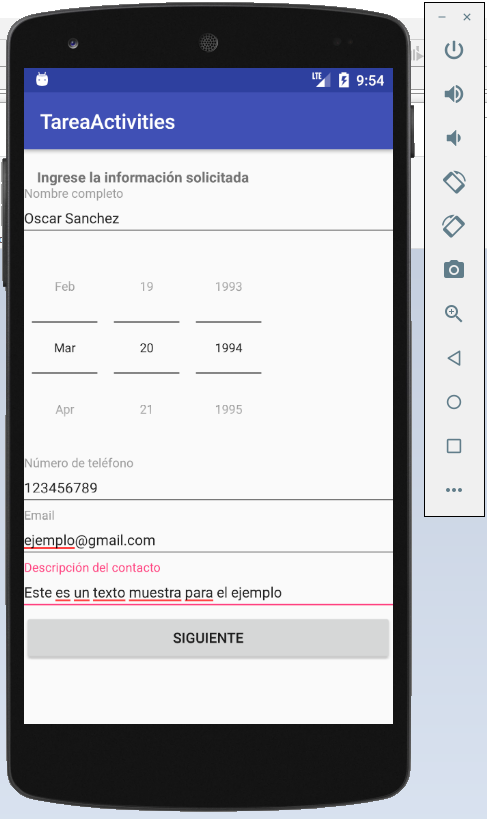 LTE 9:54
TareaActivities
Ingrese la información solicitada
Nombre completo
Oscar Sanchez
Feb 19 1993
Mar 20 1994
Apr 21 1995
Número de teléfono
123456789
Email
ejemplo@gmail.com
Descripción del contacto
Este es un texto muestra para el ejemplo
SIGUIENTE